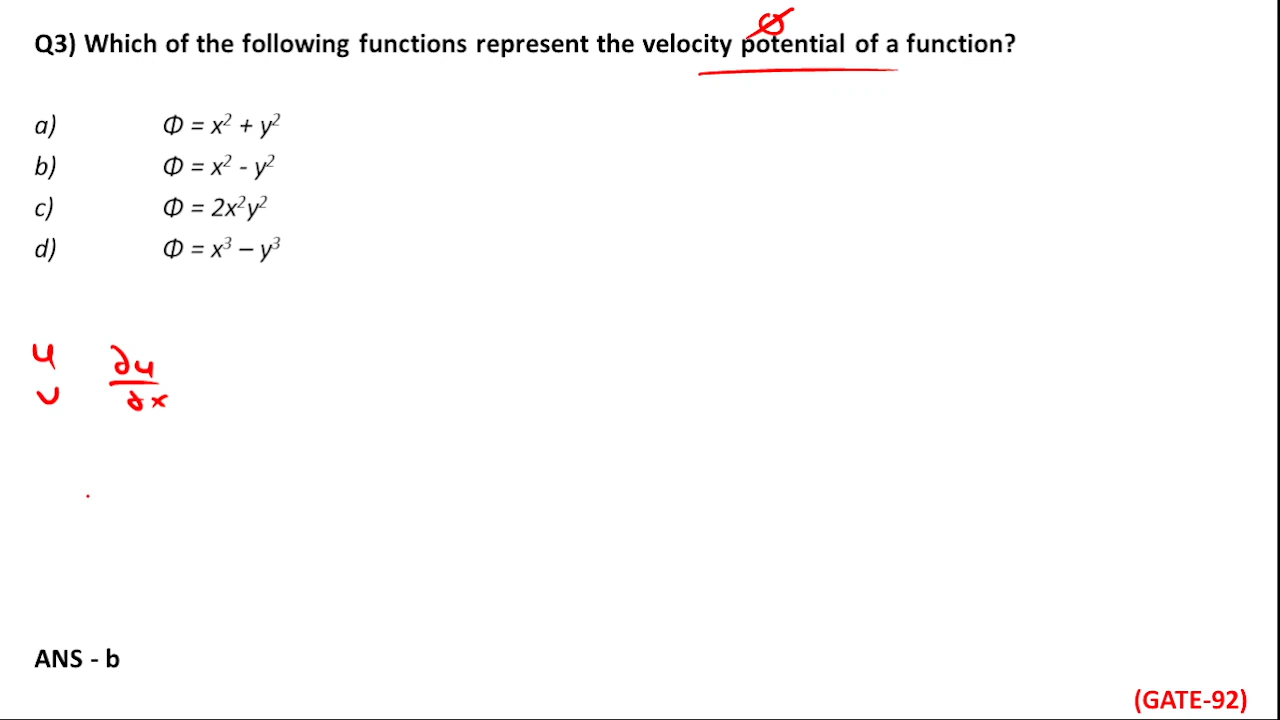 ϕ
Q3) Which of the following functions represent the velocity potential of a function?
a) Φ = x² + y²
b) Φ = x² - y²
c) Φ = 2x²y²
d) Φ = x³ – y³
u ∂u
v ∂x
ANS - b
(GATE-92)